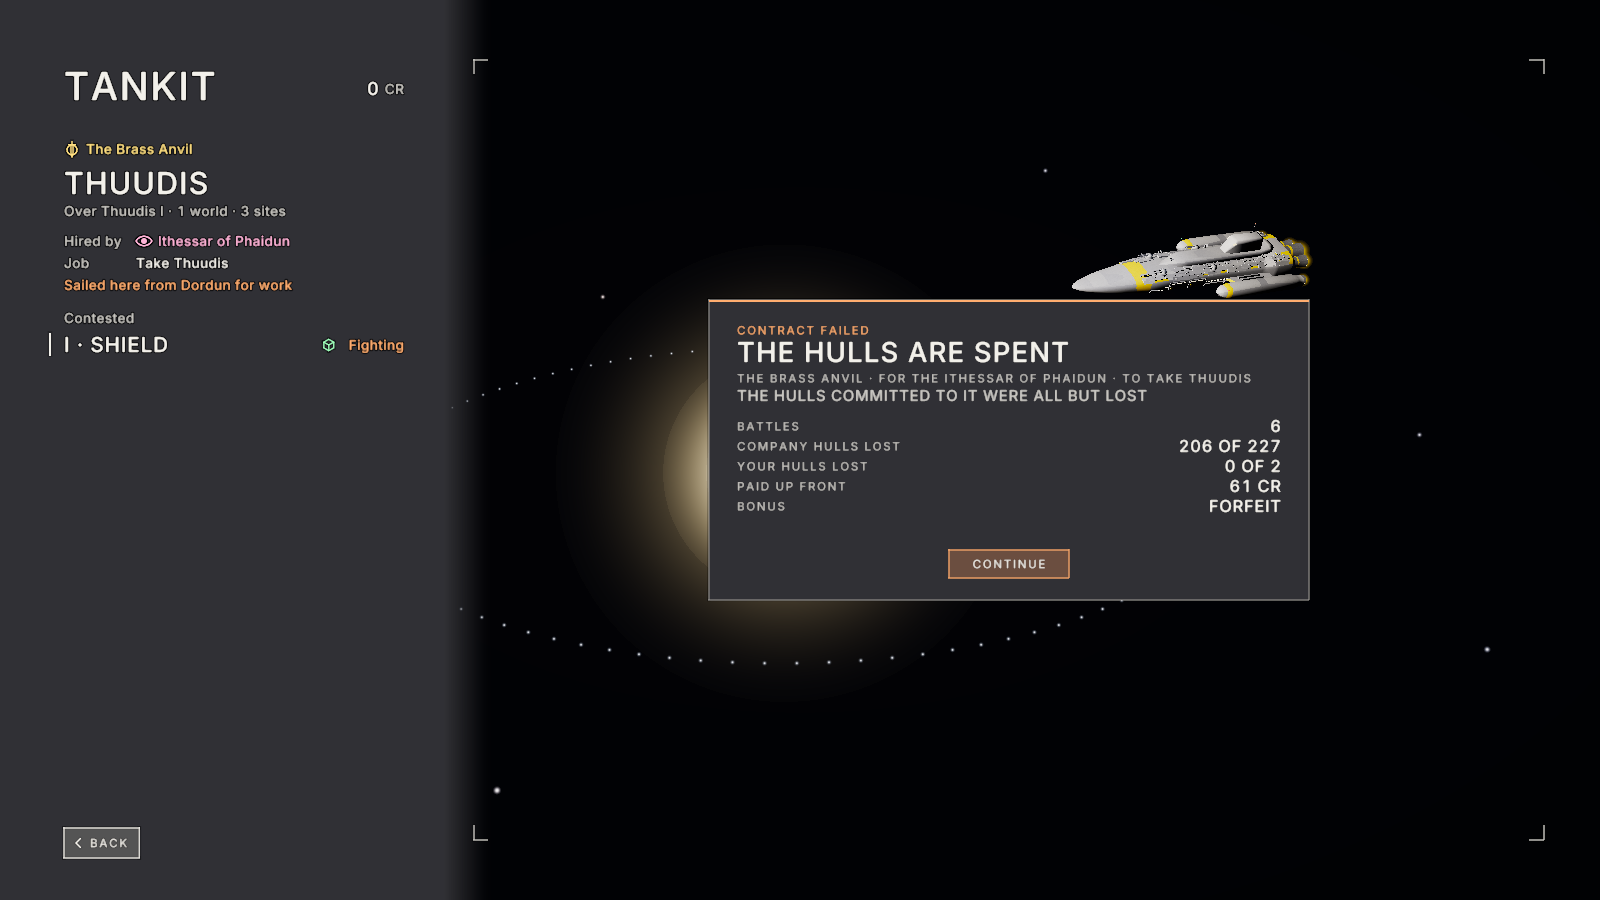 TANKIT
0 CR
The Brass Anvil
THUUDIS
Over Thuudis I · 1 world · 3 sites
Hired by Ithessar of Phaidun
Job Take Thuudis
Sailed here from Dordun for work
Contested
I · SHIELD Fighting
CONTRACT FAILED
THE HULLS ARE SPENT
THE BRASS ANVIL · FOR THE ITHESSAR OF PHAIDUN · TO TAKE THUUDIS
THE HULLS COMMITTED TO IT WERE ALL BUT LOST
BATTLES 6
COMPANY HULLS LOST 206 OF 227
YOUR HULLS LOST 0 OF 2
PAID UP FRONT 61 CR
BONUS FORFEIT
CONTINUE
BACK